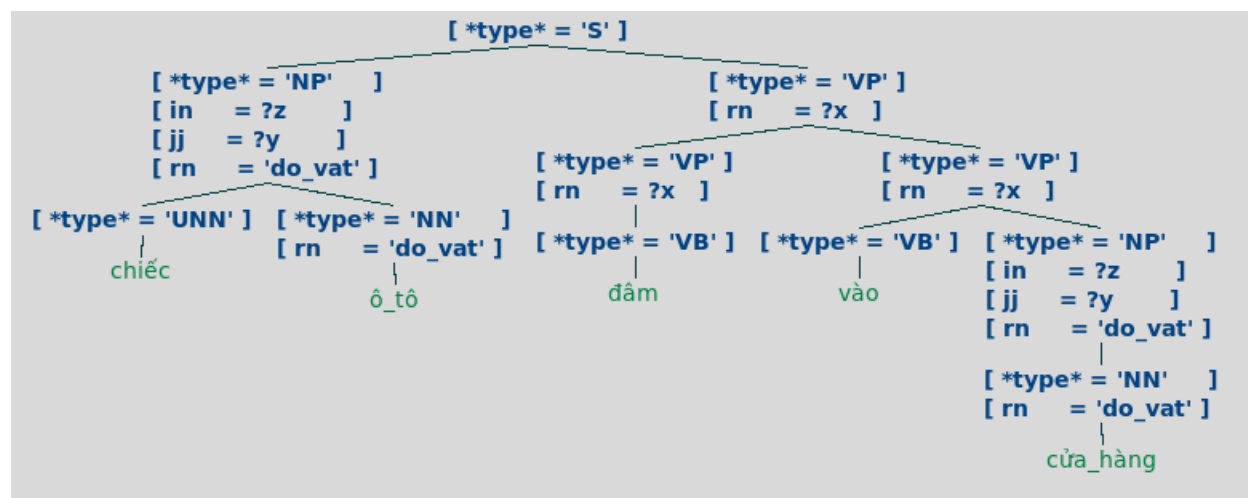 [ *type* = 'S' ]
[ *type* = 'NP' ] [ *type* = 'VP' ]
[ in = ?z ] [ rn = ?x ]
[ jj = ?y ]
[ rn = 'do_vat' ] [ *type* = 'VP' ] [ *type* = 'VP' ]
[ rn = ?x ] [ rn = ?x ]
[ *type* = 'UNN' ] [ *type* = 'NN' ] [ *type* = 'VB' ] [ *type* = 'VB' ] [ *type* = 'NP' ]
[ rn = 'do_vat' ] [ in = ?z ]
chiếc ô_tô đâm vào [ jj = ?y ]
[ rn = 'do_vat' ]
[ *type* = 'NN' ]
[ rn = 'do_vat' ]
cửa_hàng